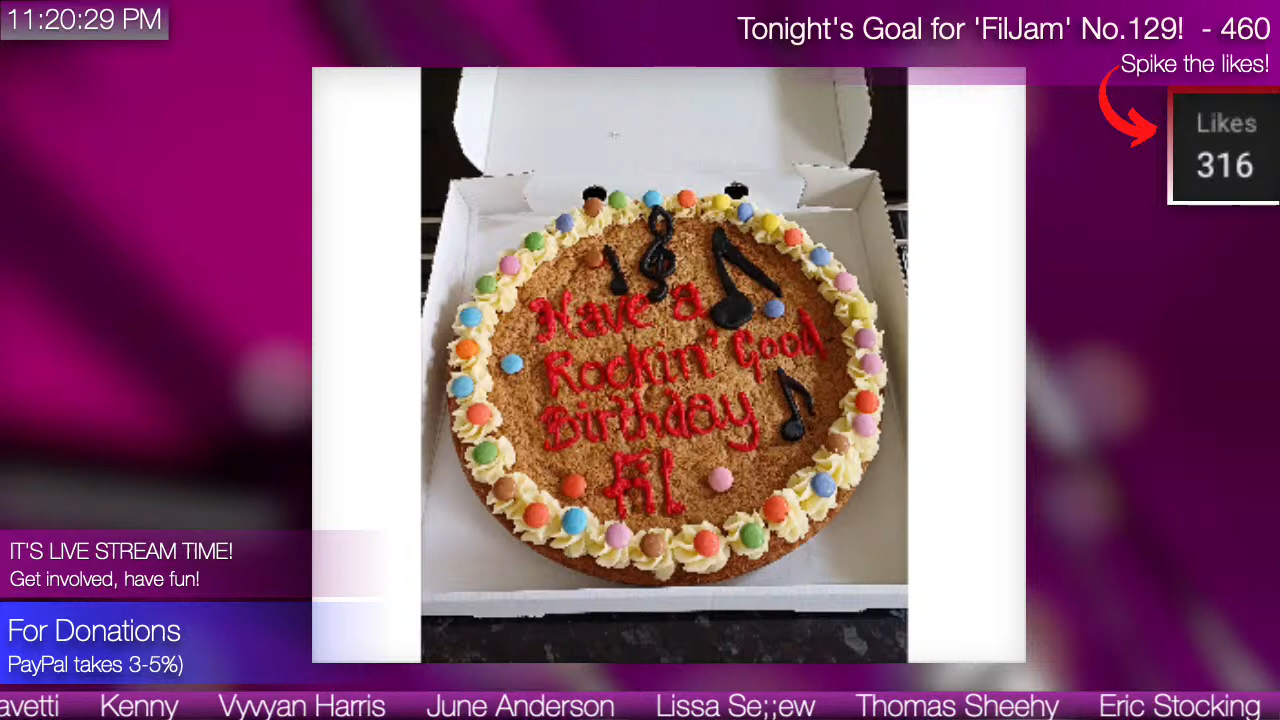 11:20:29 PM
Tonight's Goal for 'FilJam' No.129! - 460
Spike the likes!
Likes
316
Have a
Rockin' Good
Birthday
Fil
IT'S LIVE STREAM TIME!
Get involved, have fun!
For Donations
PayPal takes 3-5%)
avetti Kenny Vyvyan Harris June Anderson Lissa Se;;ew Thomas Sheehy Eric Stocking